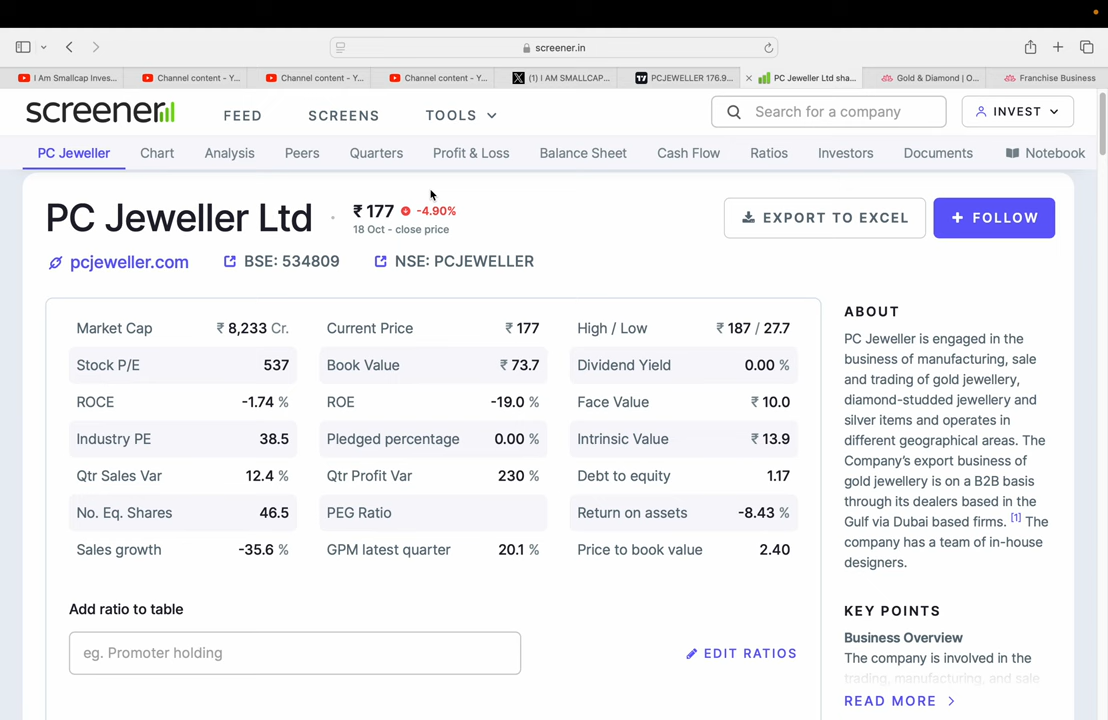 screener.in
I Am Smallcap Inves...
Channel content - Y...
Channel content - Y...
Channel content - Y...
(1) I AM SMALLCAP...
PCJEWELLER 176.9...
PC Jeweller Ltd sha...
Gold & Diamond | O...
Franchise Business
screener
FEED
SCREENS
TOOLS
Search for a company
INVEST
PC Jeweller
Chart
Analysis
Peers
Quarters
Profit & Loss
Balance Sheet
Cash Flow
Ratios
Investors
Documents
Notebook
PC Jeweller Ltd
₹ 177 -4.90%
18 Oct - close price
EXPORT TO EXCEL
+ FOLLOW
pcjeweller.com
BSE: 534809
NSE: PCJEWELLER
Market Cap ₹ 8,233 Cr.
Current Price ₹ 177
High / Low ₹ 187 / 27.7
Stock P/E 537
Book Value ₹ 73.7
Dividend Yield 0.00 %
ROCE -1.74 %
ROE -19.0 %
Face Value ₹ 10.0
Industry PE 38.5
Pledged percentage 0.00 %
Intrinsic Value ₹ 13.9
Qtr Sales Var 12.4 %
Qtr Profit Var 230 %
Debt to equity 1.17
No. Eq. Shares 46.5
PEG Ratio
Return on assets -8.43 %
Sales growth -35.6 %
GPM latest quarter 20.1 %
Price to book value 2.40
Add ratio to table
eg. Promoter holding
EDIT RATIOS
ABOUT
PC Jeweller is engaged in the
business of manufacturing, sale
and trading of gold jewellery,
diamond-studded jewellery and
silver items and operates in
different geographical areas. The
Company's export business of
gold jewellery is on a B2B basis
through its dealers based in the
Gulf via Dubai based firms. [1] The
company has a team of in-house
designers.
KEY POINTS
Business Overview
The company is involved in the
trading, manufacturing, and sale
READ MORE